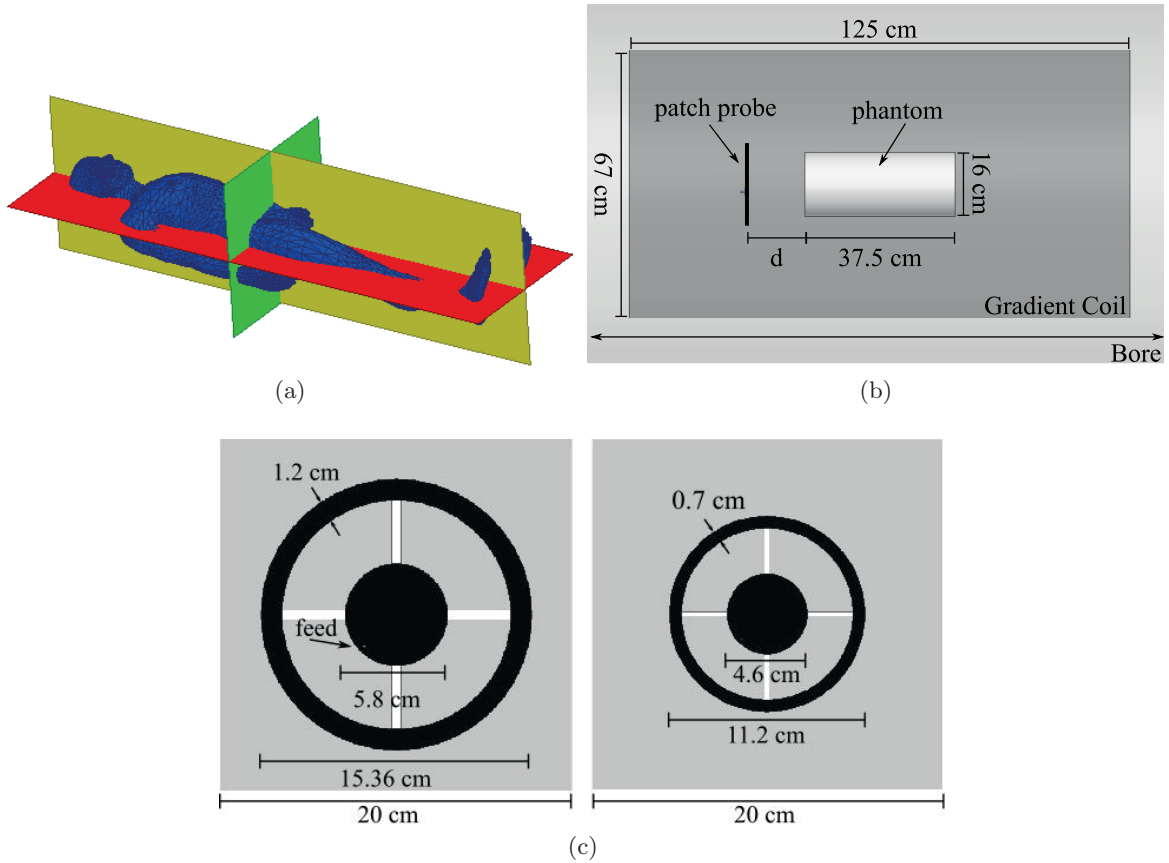 (a)
125 cm
patch probe
phantom
67 cm
16 cm
d
37.5 cm
Gradient Coil
Bore
(b)
1.2 cm
feed
5.8 cm
15.36 cm
20 cm
0.7 cm
4.6 cm
11.2 cm
20 cm
(c)